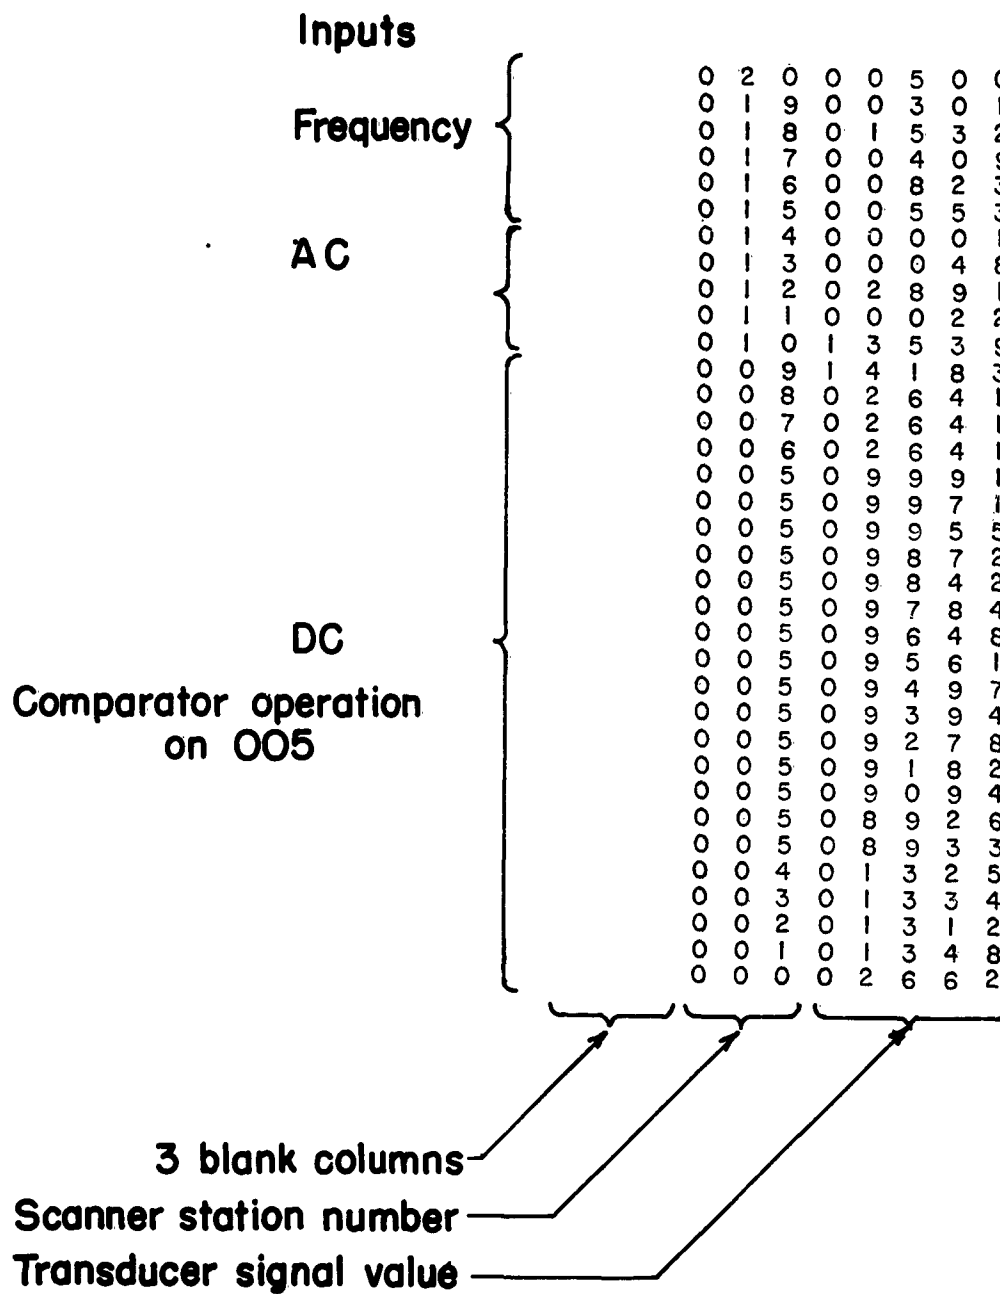 Inputs
Frequency
AC
DC
Comparator operation
on 005
0 2 0 0 0 5 0 0
0 1 9 0 0 3 0 1
0 1 8 0 1 5 3 2
0 1 7 0 0 4 0 9
0 1 6 0 0 8 2 3
0 1 5 0 0 5 5 3
0 1 4 0 0 0 0 1
0 1 3 0 0 0 4 8
0 1 2 0 2 8 9 1
0 1 1 0 0 0 2 2
0 1 0 1 3 5 3 9
0 0 9 1 4 1 8 3
0 0 8 0 2 6 4 1
0 0 7 0 2 6 4 1
0 0 6 0 2 6 4 1
0 0 5 0 9 9 9 1
0 0 5 0 9 9 7 1
0 0 5 0 9 9 5 5
0 0 5 0 9 8 7 2
0 0 5 0 9 8 4 2
0 0 5 0 9 7 8 4
0 0 5 0 9 6 4 8
0 0 5 0 9 5 6 1
0 0 5 0 9 4 9 7
0 0 5 0 9 3 9 4
0 0 5 0 9 2 7 8
0 0 5 0 9 1 8 2
0 0 5 0 9 0 9 4
0 0 5 0 8 9 2 6
0 0 5 0 8 9 3 3
0 0 4 0 1 3 2 5
0 0 3 0 1 3 3 4
0 0 2 0 1 3 1 2
0 0 1 0 1 3 4 8
0 0 0 0 2 6 6 2
3 blank columns
Scanner station number
Transducer signal value